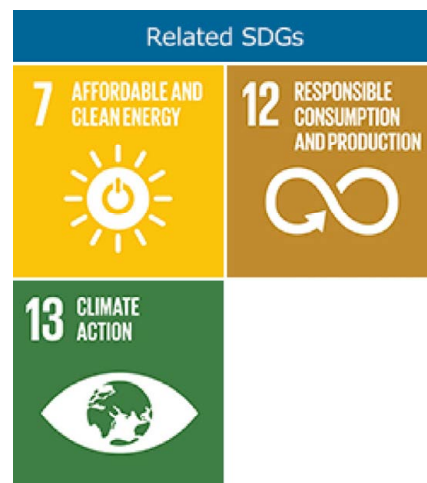 Related SDGs
7 AFFORDABLE AND
CLEAN ENERGY
12 RESPONSIBLE
CONSUMPTION
AND PRODUCTION
13 CLIMATE
ACTION